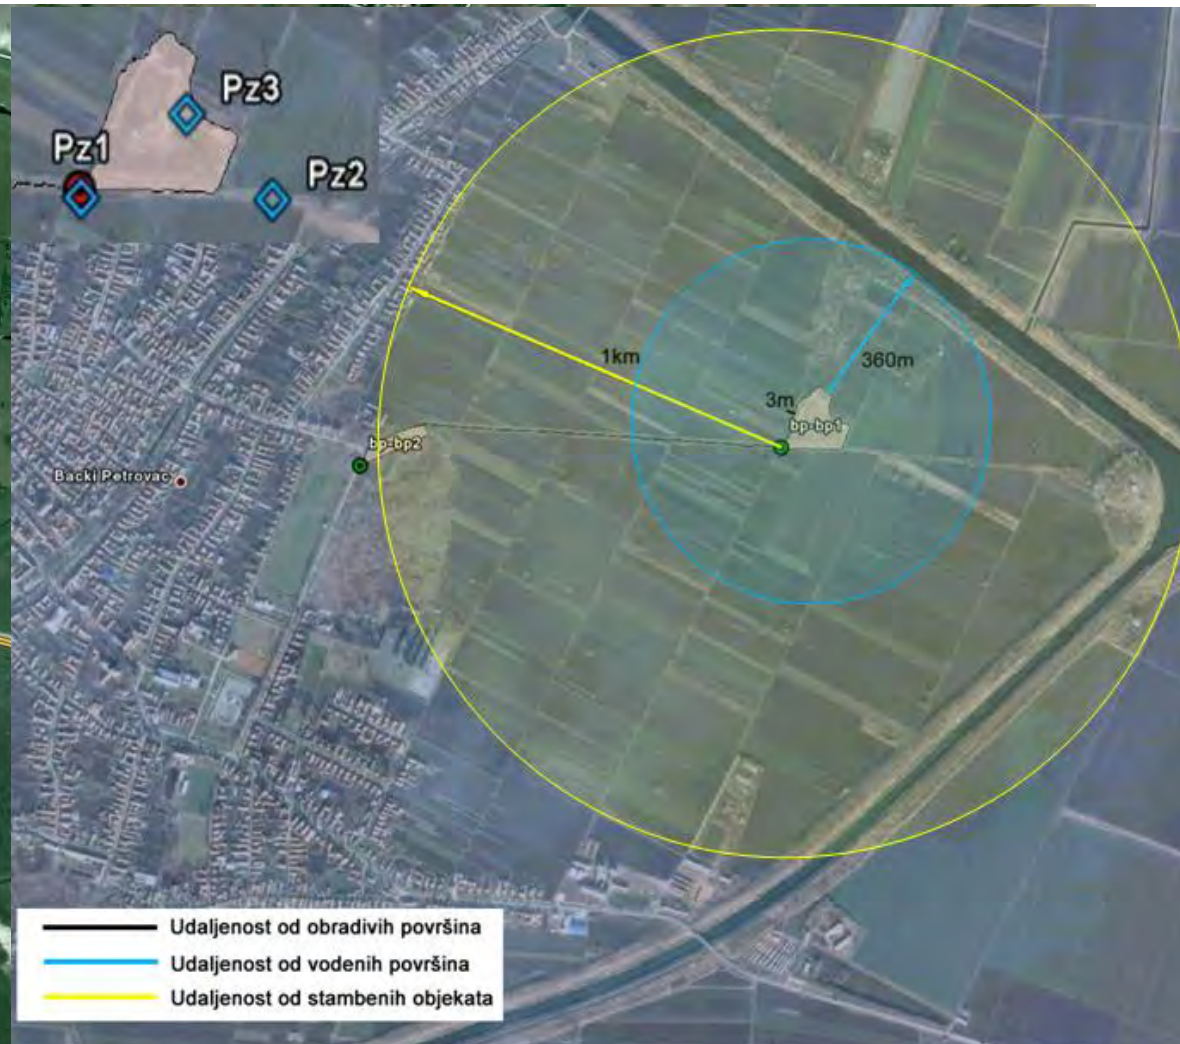 Pz3
Pz1
Pz2
1km
360m
3m
bp-bp1
bp-bp2
Backi Petrovac
Udaljenost od obradivih površina
Udaljenost od vodenih površina
Udaljenost od stambenih objekata